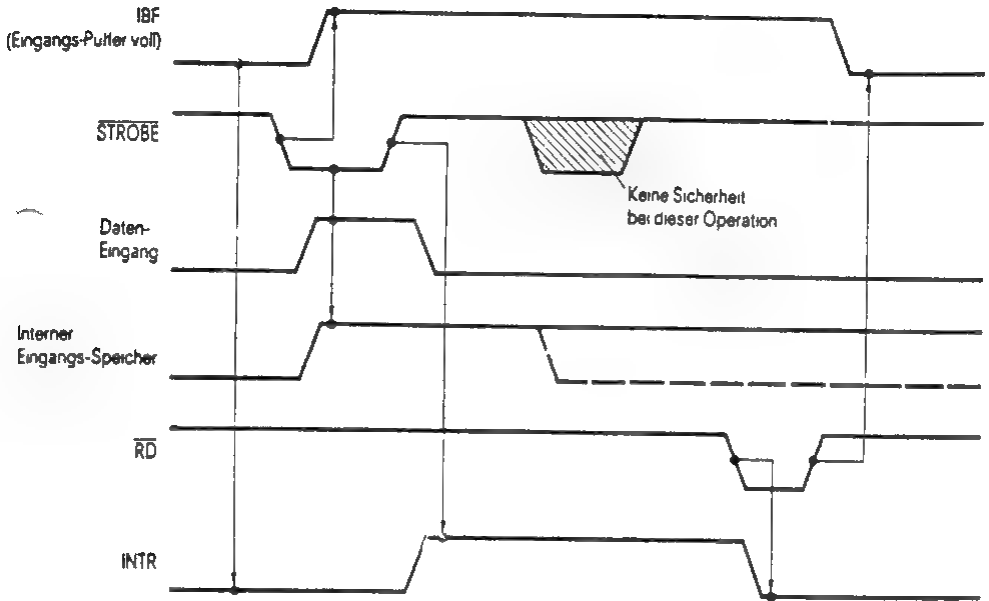 IBF
(Eingangs-Puffer voll)
STROBE
Keine Sicherheit
bei dieser Operation
Daten-
Eingang
Interner
Eingangs-Speicher
RD
INTR